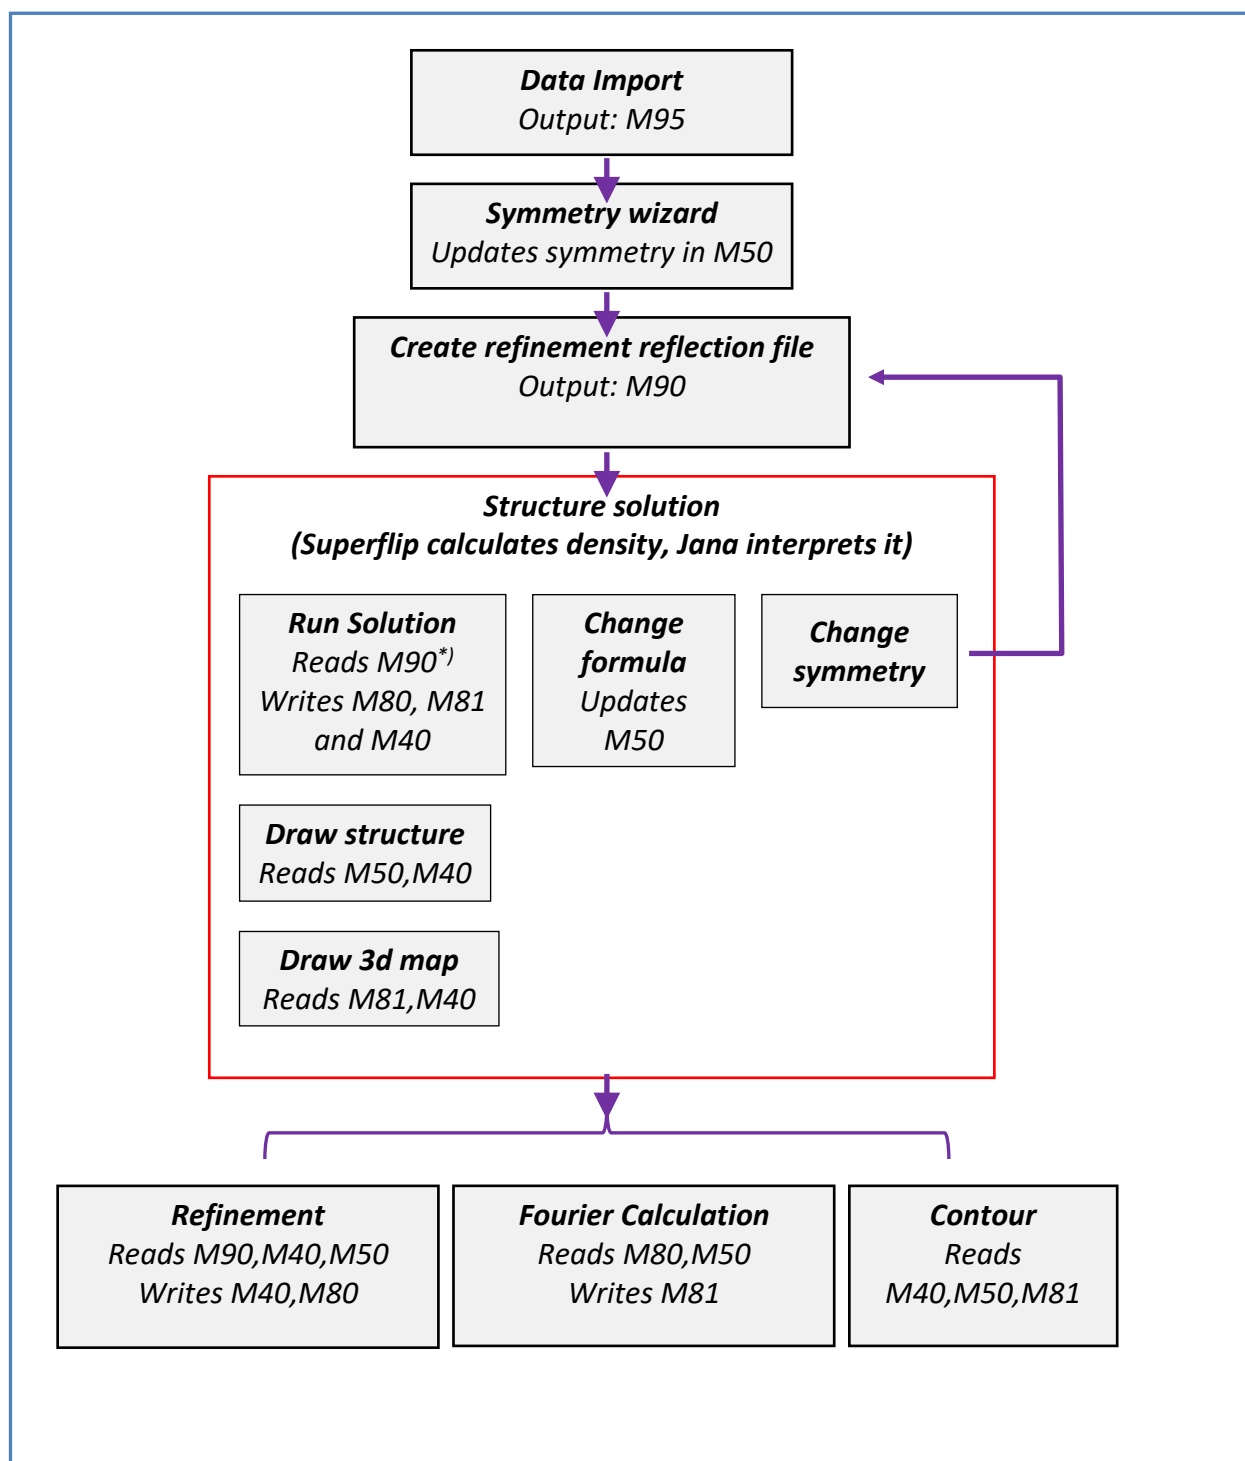 Data Import
Output: M95
Symmetry wizard
Updates symmetry in M50
Create refinement reflection file
Output: M90
Structure solution
(Superflip calculates density, Jana interprets it)
Run Solution
Reads M90*)
Writes M80, M81
and M40
Change
formula
Updates
M50
Change
symmetry
Draw structure
Reads M50,M40
Draw 3d map
Reads M81,M40
Refinement
Reads M90,M40,M50
Writes M40,M80
Fourier Calculation
Reads M80,M50
Writes M81
Contour
Reads
M40,M50,M81